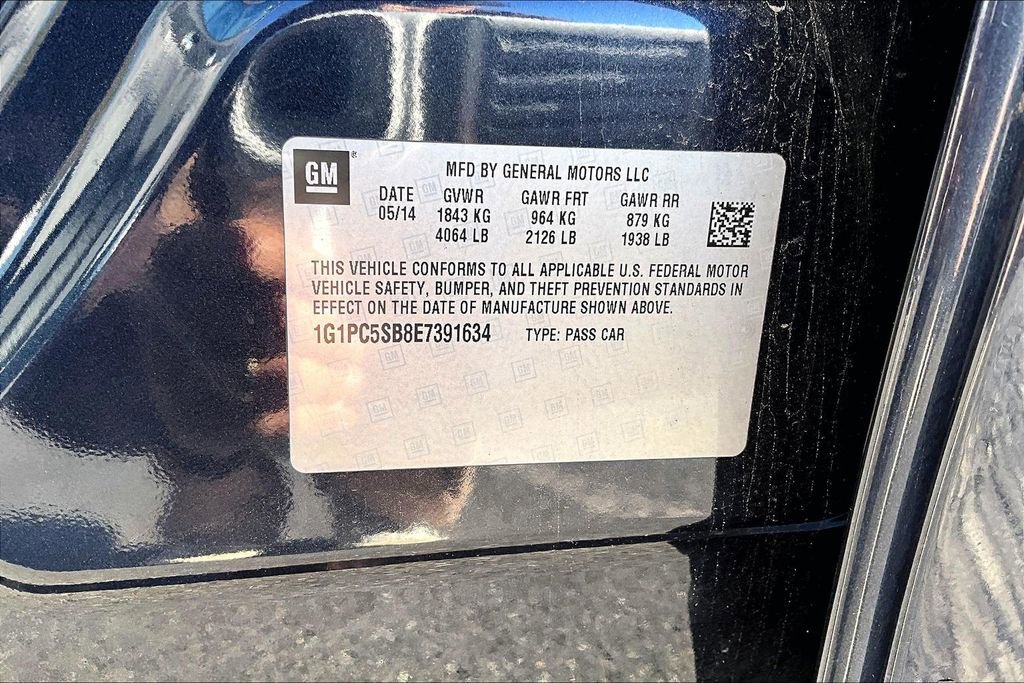 GM ®
MFD BY GENERAL MOTORS LLC
DATE GVWR GAWR FRT GAWR RR
05/14 1843 KG 964 KG 879 KG
4064 LB 2126 LB 1938 LB
THIS VEHICLE CONFORMS TO ALL APPLICABLE U.S. FEDERAL MOTOR
VEHICLE SAFETY, BUMPER, AND THEFT PREVENTION STANDARDS IN
EFFECT ON THE DATE OF MANUFACTURE SHOWN ABOVE.
1G1PC5SB8E7391634 TYPE: PASS CAR